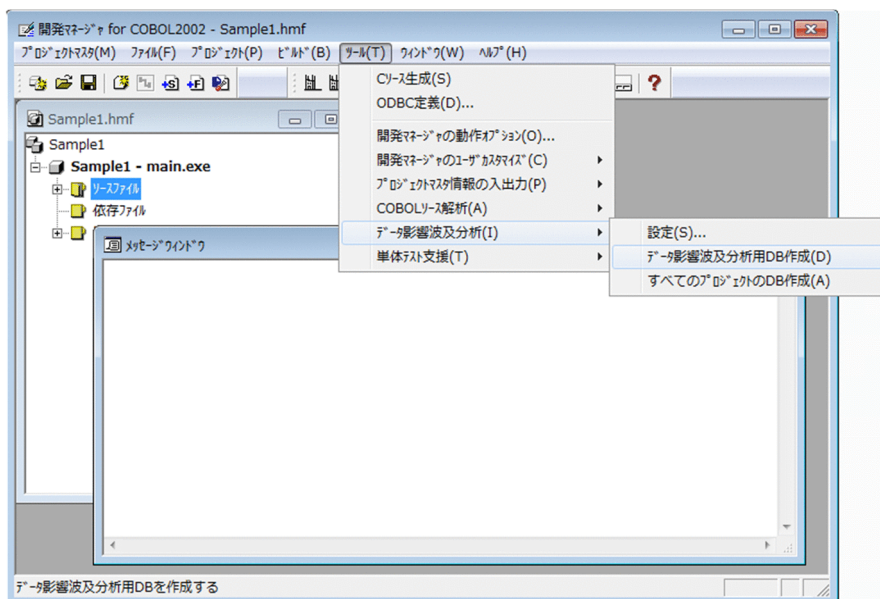 開発ﾏﾈｰｼﾞｬ for COBOL2002 - Sample1.hmf
ﾌﾟﾛｼﾞｪｸﾄﾏｽﾀ(M) ﾌｧｲﾙ(F) ﾌﾟﾛｼﾞｪｸﾄ(P) ﾋﾞﾙﾄﾞ(B) ﾂｰﾙ(T) ｳｨﾝﾄﾞｳ(W) ﾍﾙﾌﾟ(H)
Cｿｰｽ生成(S)
ODBC定義(D)...
開発ﾏﾈｰｼﾞｬの動作ｵﾌﾟｼｮﾝ(O)...
開発ﾏﾈｰｼﾞｬのﾕｰｻﾞｶｽﾀﾏｲｽﾞ(C)
ﾌﾟﾛｼﾞｪｸﾄﾏｽﾀ情報の入出力(P)
COBOLｿｰｽ解析(A)
ﾃﾞｰﾀ影響波及分析(I)
単体ﾃｽﾄ支援(T)
設定(S)...
ﾃﾞｰﾀ影響波及分析用DB作成(D)
すべてのﾌﾟﾛｼﾞｪｸﾄのDB作成(A)
Sample1.hmf
Sample1
Sample1 - main.exe
ｿｰｽﾌｧｲﾙ
依存ﾌｧｲﾙ
ﾒｯｾｰｼﾞｳｨﾝﾄﾞｳ
ﾃﾞｰﾀ影響波及分析用DBを作成する